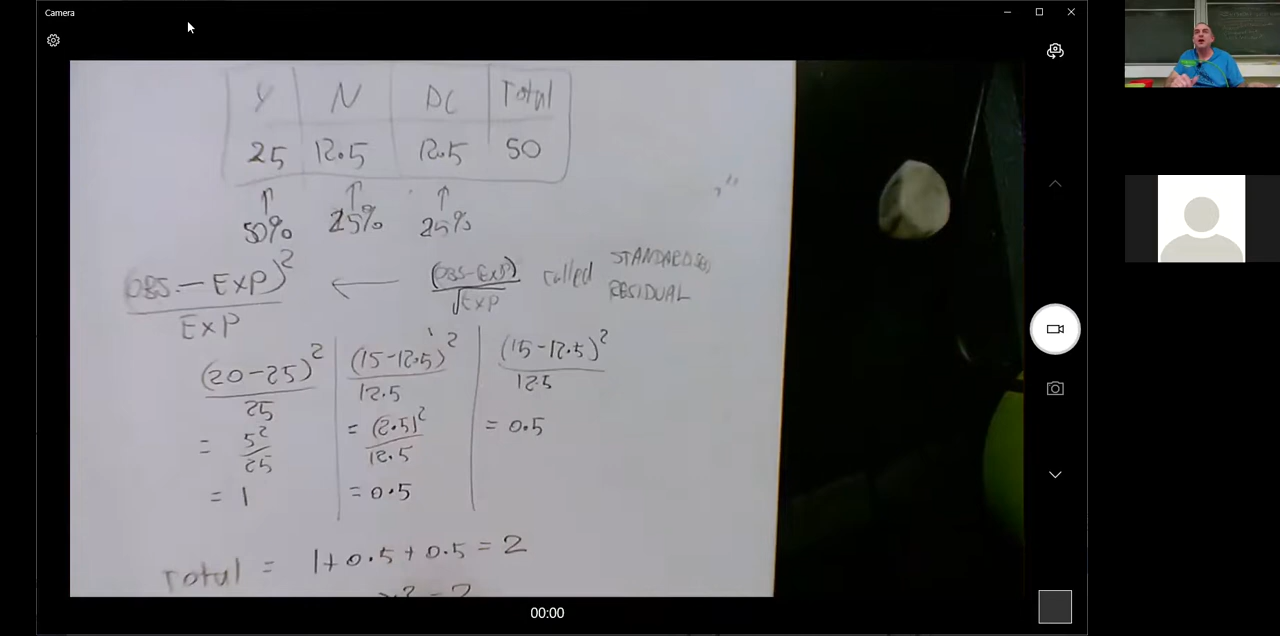 Camera
Y N DC Total
25 12.5 12.5 50
↑ ↑ ↑
50% 25% 25%
(OBS. - EXP)² / EXP ← (OBS-EXP) / √EXP called STANDARDISED RESIDUAL
(20-25)² / 25 (15-12.5)² / 12.5 (15-12.5)² / 12.5
= 5² / 25 = (2.5)² / 12.5 = 0.5
= 1 = 0.5
Total = 1 + 0.5 + 0.5 = 2
00:00